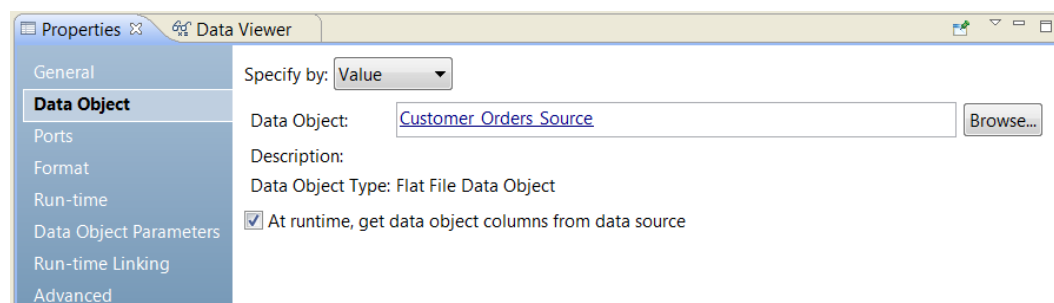 Properties Data Viewer
General
Data Object
Ports
Format
Run-time
Data Object Parameters
Run-time Linking
Advanced
Specify by: Value
Data Object: Customer_Orders_Source Browse...
Description:
Data Object Type: Flat File Data Object
At runtime, get data object columns from data source